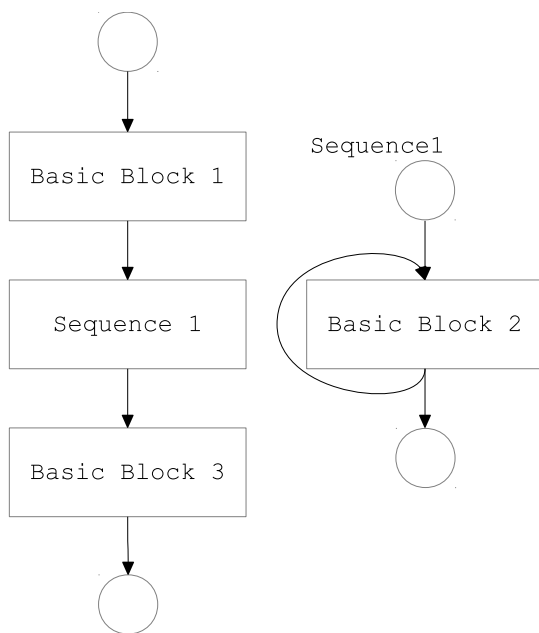 Basic Block 1
Sequence 1
Basic Block 3
Sequence1
Basic Block 2